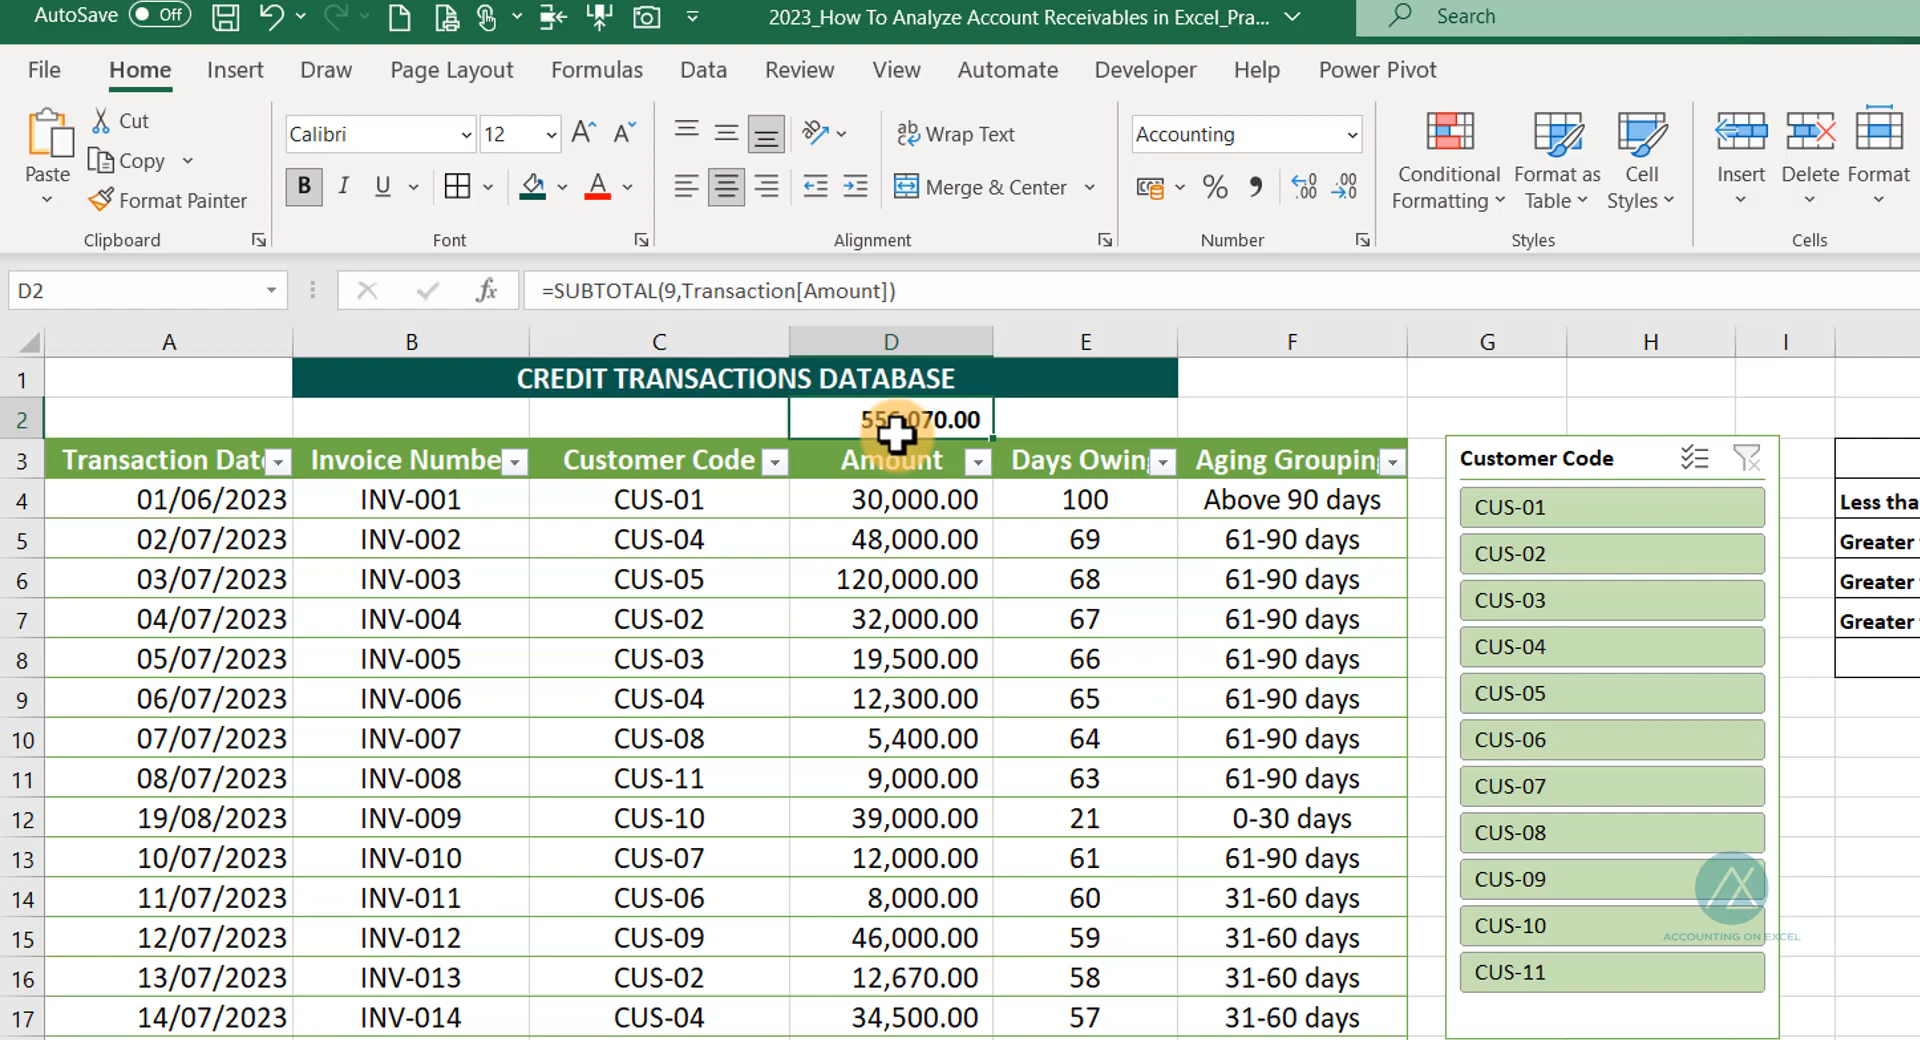 AutoSave Off 2023_How To Analyze Account Receivables in Excel_Pra... Search
File Home Insert Draw Page Layout Formulas Data Review View Automate Developer Help Power Pivot
Paste Cut Calibri 12 Wrap Text Accounting Conditional Formatting Format as Table Cell Styles Insert Delete Format
Copy
Format Painter B I U A Merge & Center % 9 .00
Clipboard Font Alignment Number Styles Cells
D2 fx =SUBTOTAL(9,Transaction[Amount])
A B C D E F G H I
1 CREDIT TRANSACTIONS DATABASE
2
3 Transaction Date Invoice Numbe Customer Code Amount Days Owin Aging Groupin Customer Code
4 01/06/2023 INV-001 CUS-01 30,000.00 100 Above 90 days CUS-01 Less tha
5 02/07/2023 INV-002 CUS-04 48,000.00 69 61-90 days CUS-02 Greater
6 03/07/2023 INV-003 CUS-05 120,000.00 68 61-90 days CUS-03 Greater
7 04/07/2023 INV-004 CUS-02 32,000.00 67 61-90 days CUS-04 Greater
8 05/07/2023 INV-005 CUS-03 19,500.00 66 61-90 days CUS-05
9 06/07/2023 INV-006 CUS-04 12,300.00 65 61-90 days CUS-06
10 07/07/2023 INV-007 CUS-08 5,400.00 64 61-90 days CUS-07
11 08/07/2023 INV-008 CUS-11 9,000.00 63 61-90 days CUS-08
12 19/08/2023 INV-009 CUS-10 39,000.00 21 0-30 days CUS-09
13 10/07/2023 INV-010 CUS-07 12,000.00 61 61-90 days CUS-10
14 11/07/2023 INV-011 CUS-06 8,000.00 60 31-60 days CUS-11
15 12/07/2023 INV-012 CUS-09 46,000.00 59 31-60 days ACCOUNTING ON EXCEL
16 13/07/2023 INV-013 CUS-02 12,670.00 58 31-60 days
17 14/07/2023 INV-014 CUS-04 34,500.00 57 31-60 days